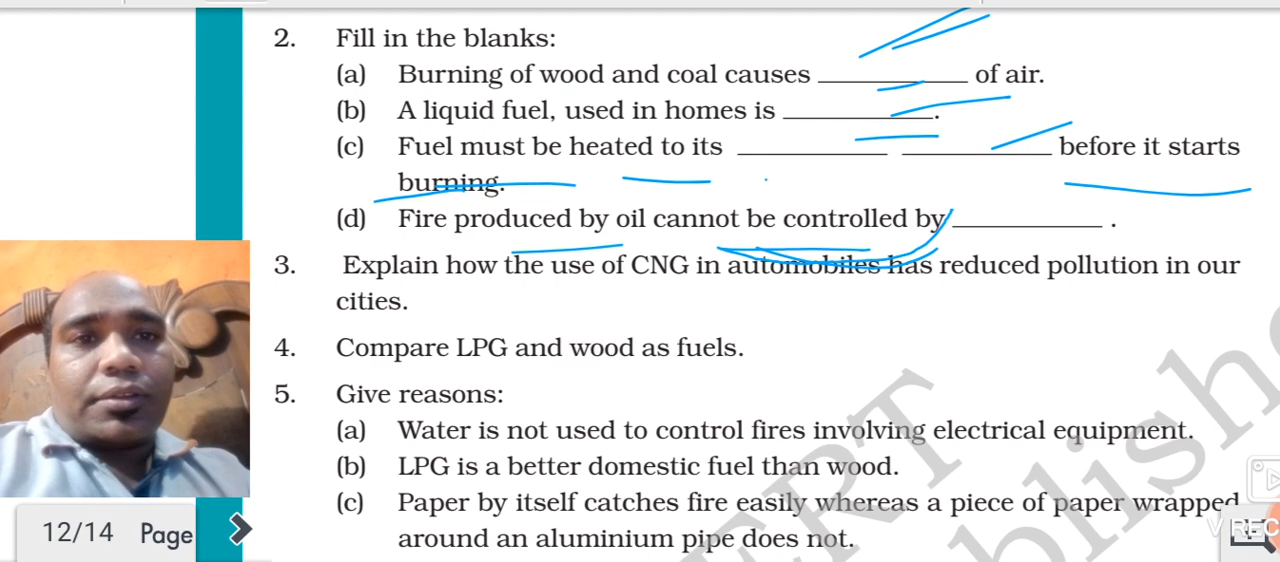 2. Fill in the blanks:
(a) Burning of wood and coal causes __________ of air.
(b) A liquid fuel, used in homes is __________.
(c) Fuel must be heated to its __________ __________ before it starts
burning.
(d) Fire produced by oil cannot be controlled by __________ .
3. Explain how the use of CNG in automobiles has reduced pollution in our
cities.
4. Compare LPG and wood as fuels.
5. Give reasons:
(a) Water is not used to control fires involving electrical equipment.
(b) LPG is a better domestic fuel than wood.
(c) Paper by itself catches fire easily whereas a piece of paper wrapped
around an aluminium pipe does not.
12/14 Page